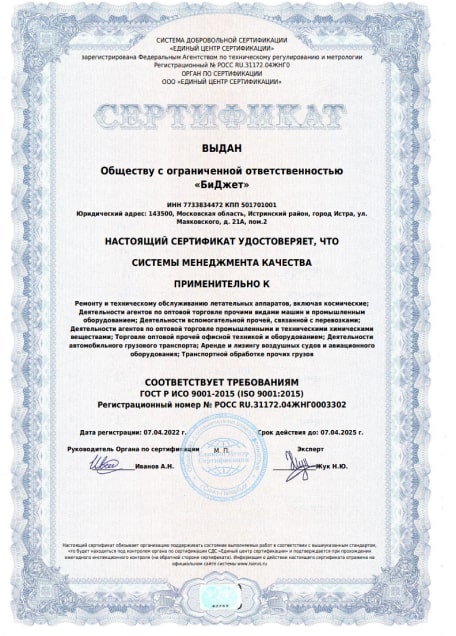 СИСТЕМА ДОБРОВОЛЬНОЙ СЕРТИФИКАЦИИ
«ЕДИНЫЙ ЦЕНТР СЕРТИФИКАЦИИ»
зарегистрирована Федеральным Агентством по техническому регулированию и метрологии
Регистрационный № РОСС RU.31172.04ЖНГ0
ОРГАН ПО СЕРТИФИКАЦИИ
ООО «ЕДИНЫЙ ЦЕНТР СЕРТИФИКАЦИИ»
СЕРТИФИКАТ
ВЫДАН
Обществу с ограниченной ответственностью
«БиДжет»
ИНН 7733834472 КПП 501701001
Юридический адрес: 143500, Московская область, Истринский район, город Истра, ул.
Маяковского, д. 21А, пом.2
НАСТОЯЩИЙ СЕРТИФИКАТ УДОСТОВЕРЯЕТ, ЧТО
СИСТЕМЫ МЕНЕДЖМЕНТА КАЧЕСТВА
ПРИМЕНИТЕЛЬНО К
Ремонту и техническому обслуживанию летательных аппаратов, включая космические;
Деятельности агентов по оптовой торговле прочими видами машин и промышленным
оборудованием; Деятельности вспомогательной прочей, связанной с перевозками;
Деятельности агентов по оптовой торговле промышленными и техническими химическими
веществами; Торговле оптовой прочей офисной техникой и оборудованием; Деятельности
автомобильного грузового транспорта; Аренде и лизингу воздушных судов и авиационного
оборудования; Транспортной обработке прочих грузов
СООТВЕТСТВУЕТ ТРЕБОВАНИЯМ
ГОСТ Р ИСО 9001-2015 (ISO 9001:2015)
Регистрационный номер № РОСС RU.31172.04ЖНГ0003302
Дата регистрации: 07.04.2022 г. Срок действия до: 07.04.2025 г.
Руководитель Органа по сертификации М. П. Эксперт
Иванов А.Н. Жук Н.Ю.
Единый Центр
Сертификации
Настоящий сертификат обязывает организацию поддерживать состояние выполняемых работ в соответствии с вышеуказанным стандартом,
что будет находиться под контролем органа по сертификации СДС «Единый центр сертификации» и подтверждается при прохождении
ежегодного инспекционного контроля (на обратной стороне сертификата). Информация о действии настоящего сертификата отражена на
официальном сайте системы